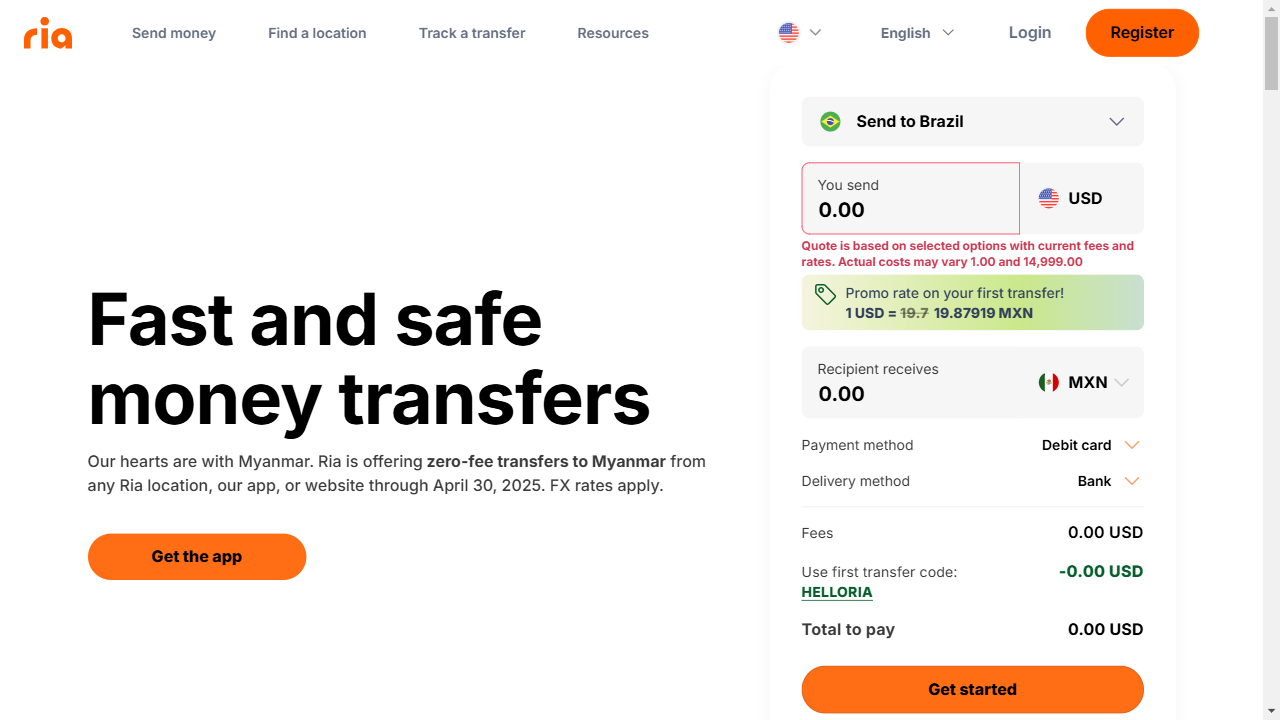 ria
Send money
Find a location
Track a transfer
Resources
English
Login
Register
Send to Brazil
You send
0.00
USD
Quote is based on selected options with current fees and
rates. Actual costs may vary 1.00 and 14,999.00
Promo rate on your first transfer!
1 USD = 19.7 19.87919 MXN
Recipient receives
0.00
MXN
Payment method
Debit card
Delivery method
Bank
Fees
0.00 USD
Use first transfer code:
HELLORIA
-0.00 USD
Total to pay
0.00 USD
Get started
Fast and safe
money transfers
Our hearts are with Myanmar. Ria is offering zero-fee transfers to Myanmar from
any Ria location, our app, or website through April 30, 2025. FX rates apply.
Get the app